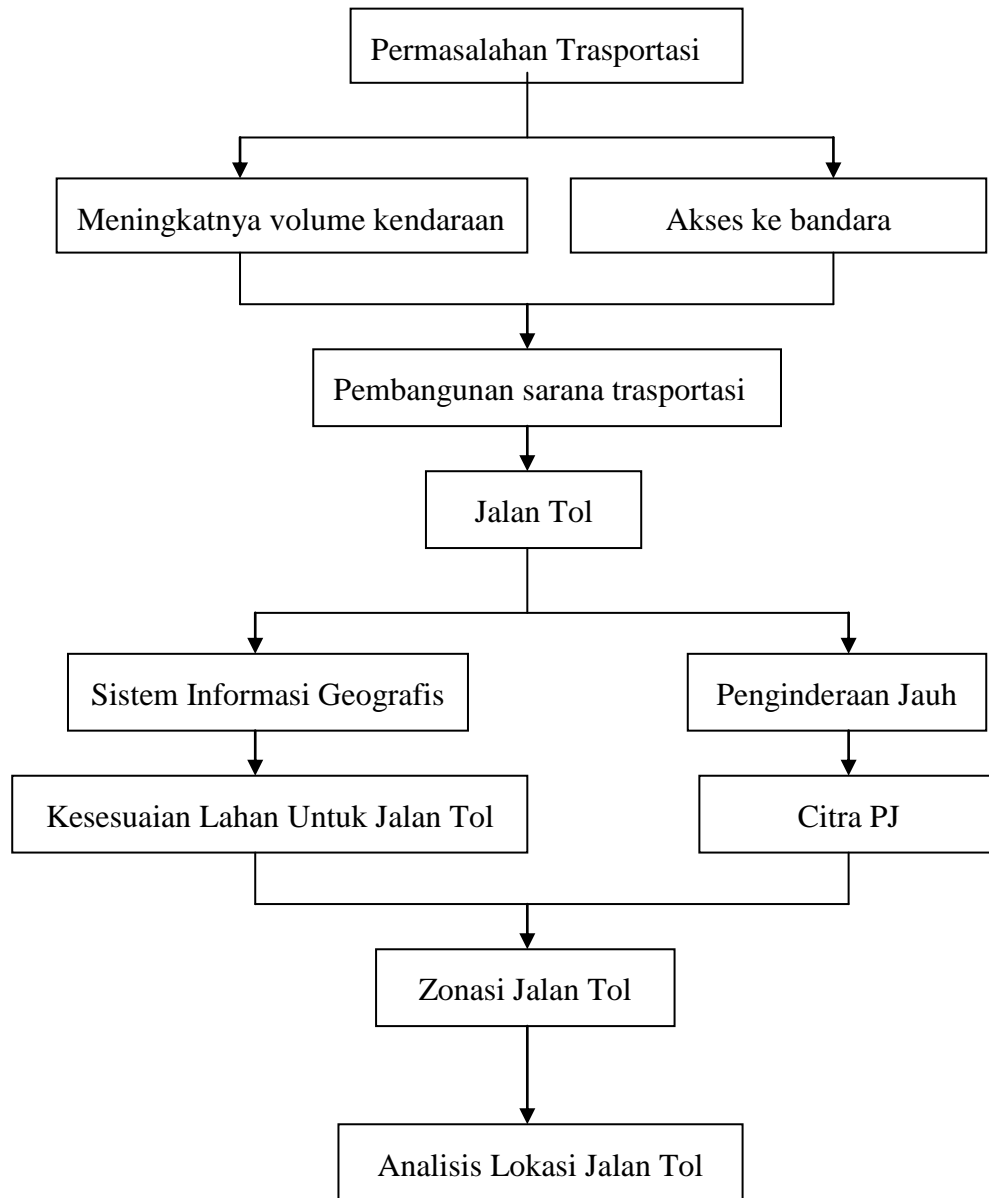 Permasalahan Trasportasi
Meningkatnya volume kendaraan
Akses ke bandara
Pembangunan sarana trasportasi
Jalan Tol
Sistem Informasi Geografis
Penginderaan Jauh
Kesesuaian Lahan Untuk Jalan Tol
Citra PJ
Zonasi Jalan Tol
Analisis Lokasi Jalan Tol